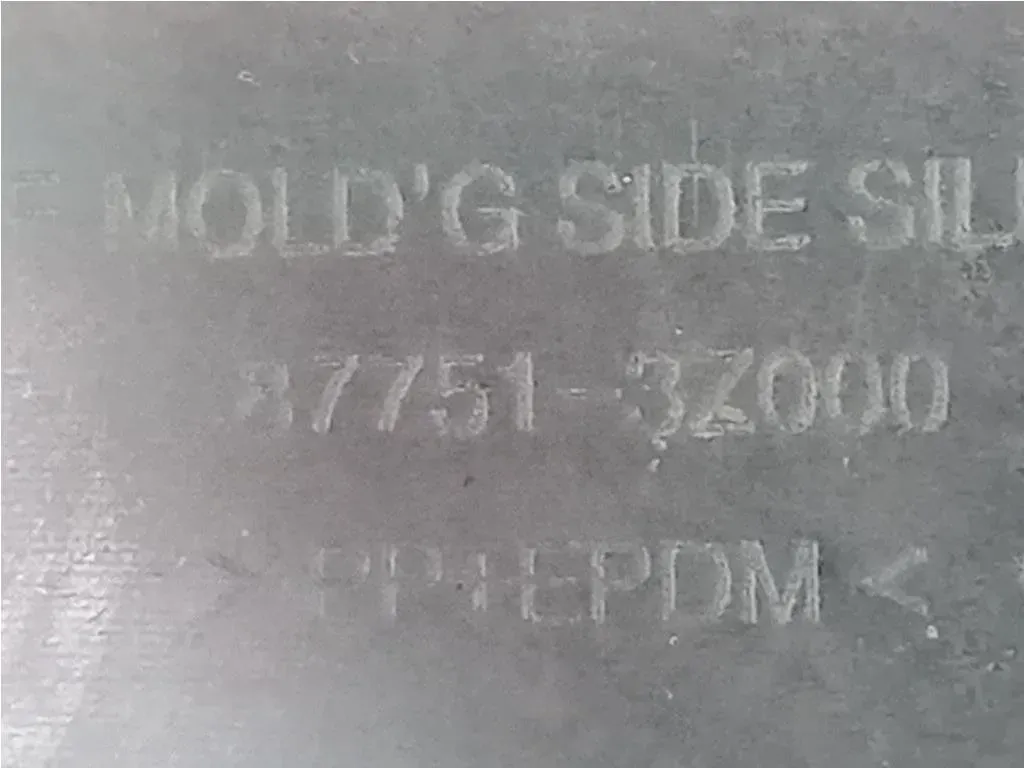 E MOLD'G SIDE SIL
87751-3Z000
>PP+EPDM<